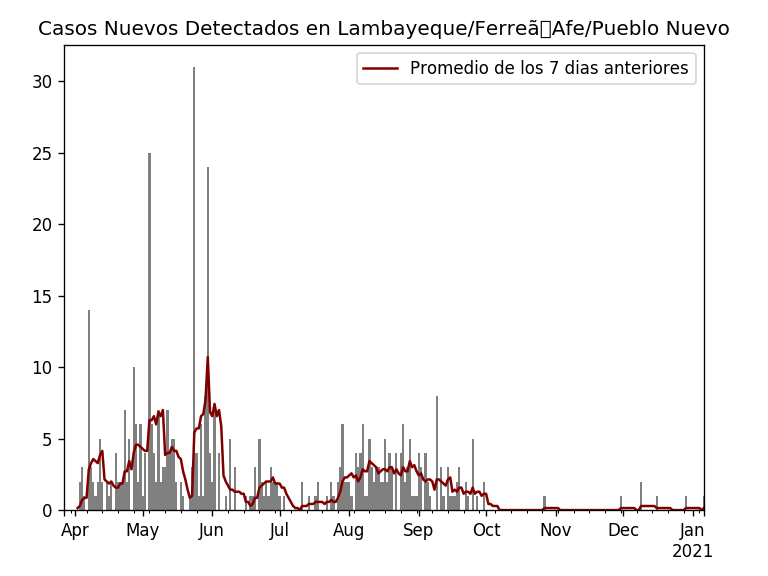 Casos Nuevos Detectados en Lambayeque/Ferreã▯Afe/Pueblo Nuevo
Promedio de los 7 dias anteriores
30
25
20
15
10
5
0
Apr May Jun Jul Aug Sep Oct Nov Dec Jan
2021